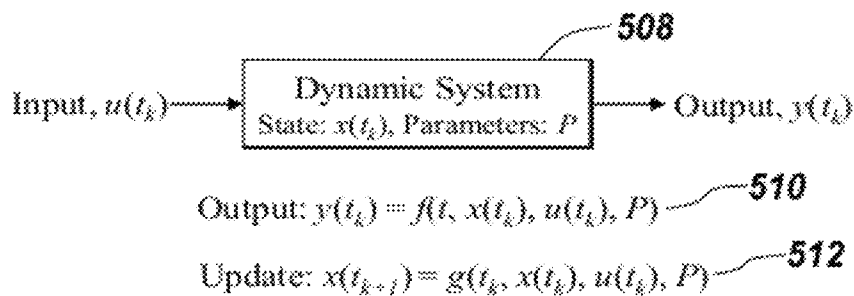 508
Input, u(tₖ)
Dynamic System
State: x(tₖ), Parameters: P
Output, y(tₖ)
Output: y(tₖ) = f(t, x(tₖ), u(tₖ), P)
510
Update: x(tₖ₊₁) = g(tₖ, x(tₖ), u(tₖ), P)
512